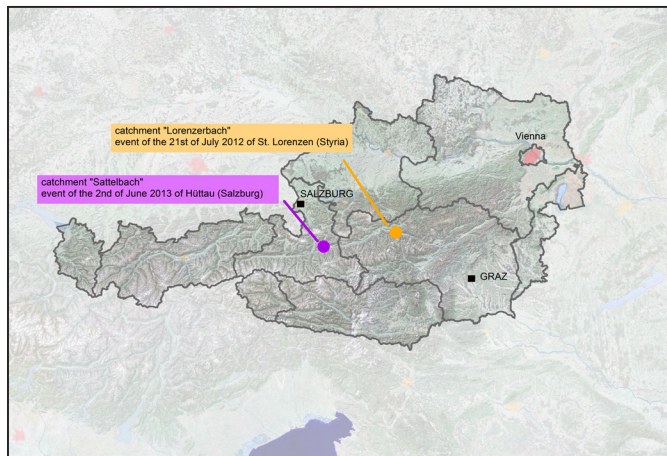 catchment "Lorenzerbach"
event of the 21st of July 2012 of St. Lorenzen (Styria)
Vienna
catchment "Sattelbach"
event of the 2nd of June 2013 of Hüttau (Salzburg)
SALZBURG
GRAZ